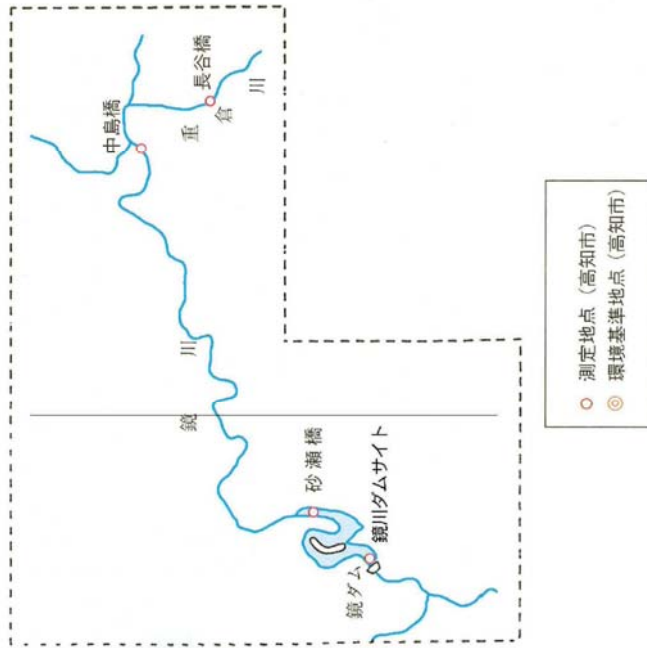 中島橋
長谷橋
重倉川
鏡川
砂瀬橋
鏡川ダムサイト
鏡ダム
測定地点（高知市）
環境基準地点（高知市）